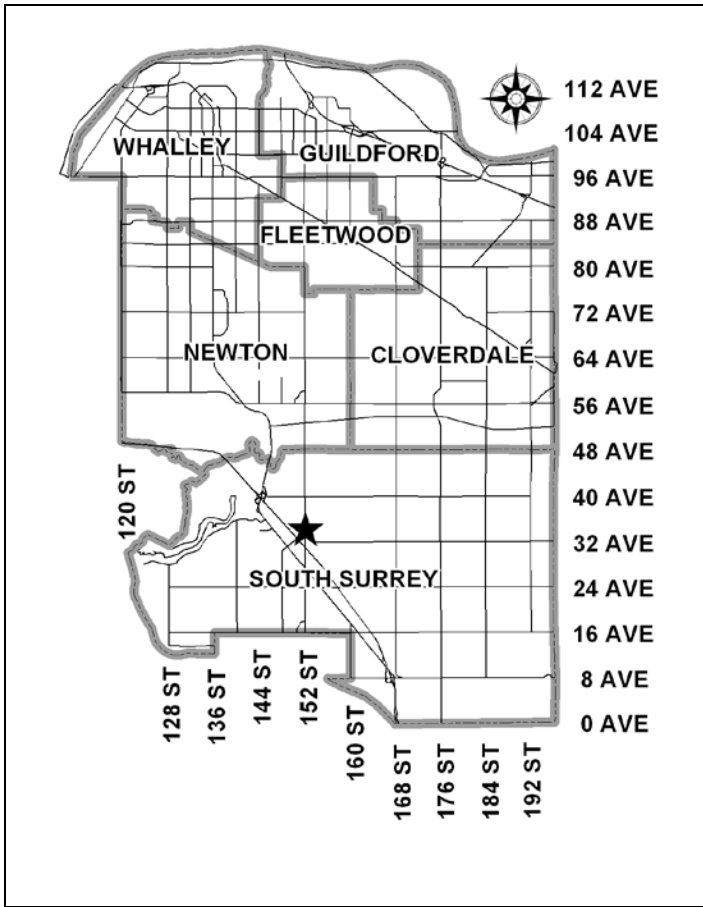 112 AVE
104 AVE
WHALLEY
GUILDFORD
96 AVE
88 AVE
FLEETWOOD
80 AVE
72 AVE
NEWTON
CLOVERDALE
64 AVE
56 AVE
48 AVE
120 ST
40 AVE
32 AVE
SOUTH SURREY
24 AVE
16 AVE
8 AVE
0 AVE
128 ST
136 ST
144 ST
152 ST
160 ST
168 ST
176 ST
184 ST
192 ST